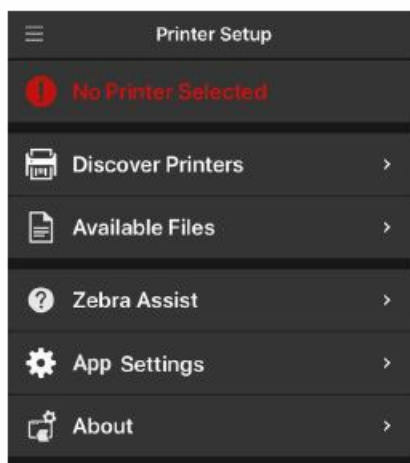 Printer Setup
No Printer Selected
Discover Printers
Available Files
Zebra Assist
App Settings
About